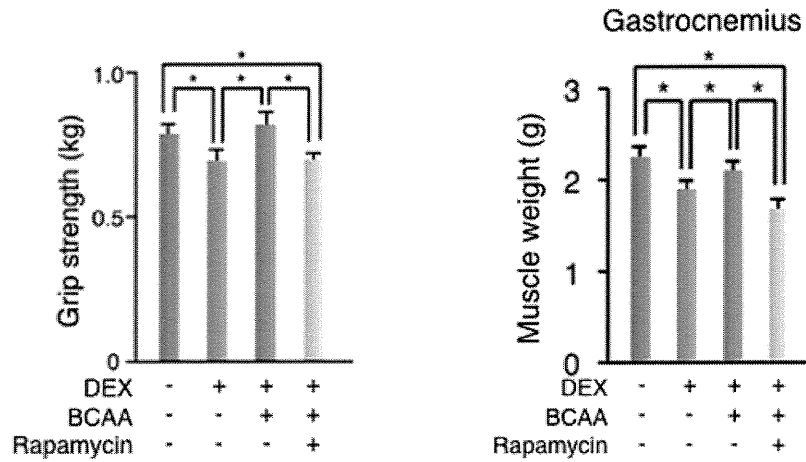 Gastrocnemius
*
* * *
1.0
0.5
0
Grip strength (kg)
DEX - + + +
BCAA - - + +
Rapamycin - - - +
*
* * *
3
2
1
0
Muscle weight (g)
DEX - + + +
BCAA - - + +
Rapamycin - - - +